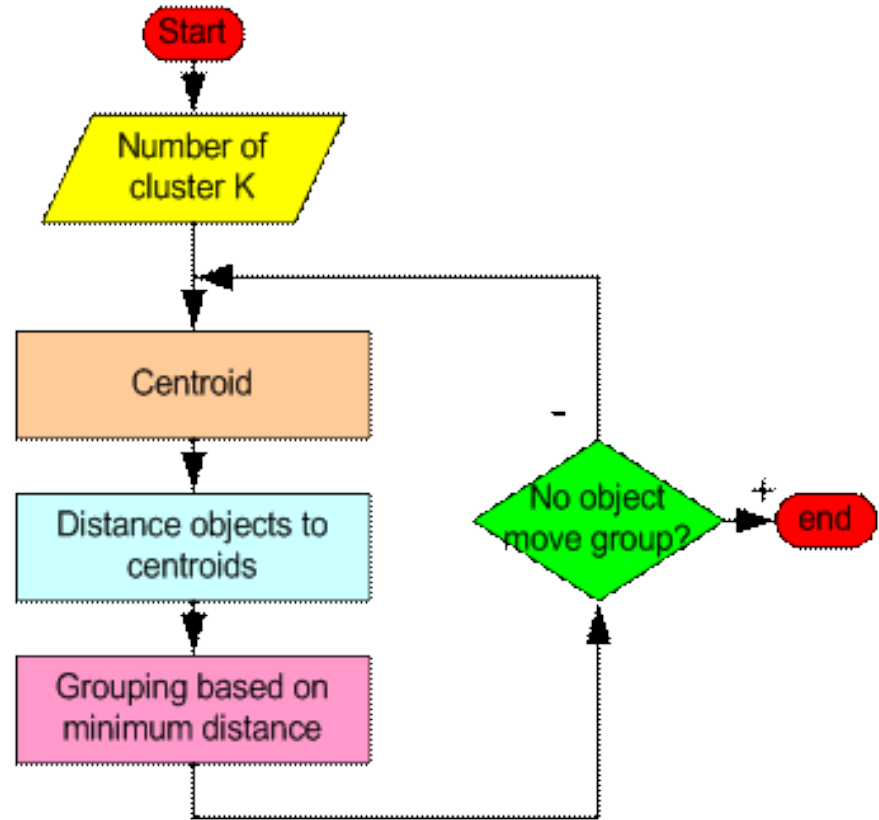 Start
Number of
cluster K
Centroid
Distance objects to
centroids
Grouping based on
minimum distance
-
No object
move group?
+
end